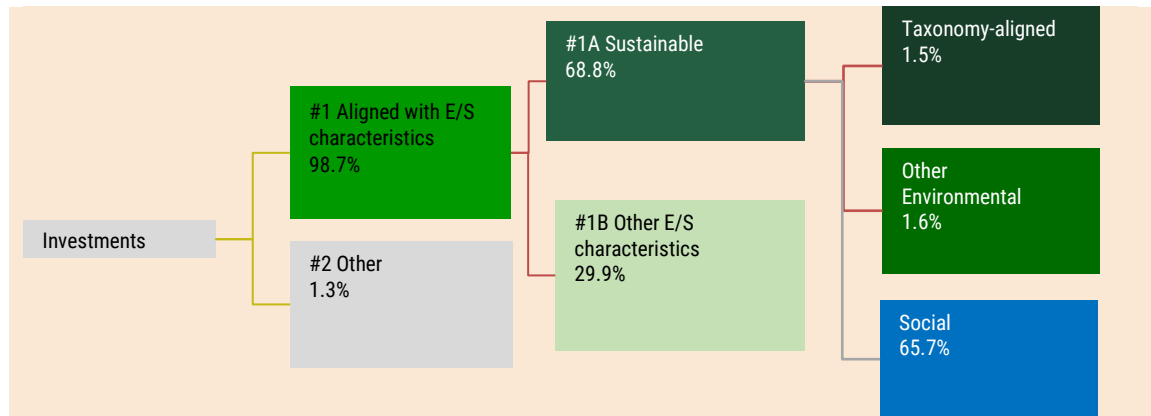 Investments
#1 Aligned with E/S
characteristics
98.7%
#2 Other
1.3%
#1A Sustainable
68.8%
#1B Other E/S
characteristics
29.9%
Taxonomy-aligned
1.5%
Other
Environmental
1.6%
Social
65.7%